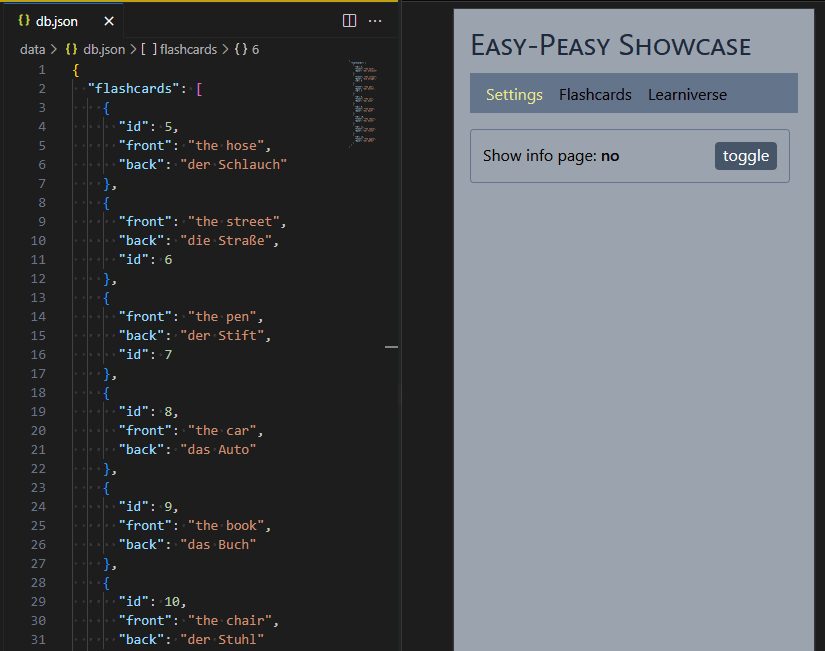 {} db.json ×
data > {} db.json > [ ] flashcards > {} 6
1 {
2 "flashcards": [
3 {
4 "id": 5,
5 "front": "the hose",
6 "back": "der Schlauch"
7 },
8 {
9 "front": "the street",
10 "back": "die Straße",
11 "id": 6
12 },
13 {
14 "front": "the pen",
15 "back": "der Stift",
16 "id": 7
17 },
18 {
19 "id": 8,
20 "front": "the car",
21 "back": "das Auto"
22 },
23 {
24 "id": 9,
25 "front": "the book",
26 "back": "das Buch"
27 },
28 {
29 "id": 10,
30 "front": "the chair",
31 "back": "der Stuhl"
Easy-Peasy Showcase
Settings Flashcards Learniverse
Show info page: no toggle